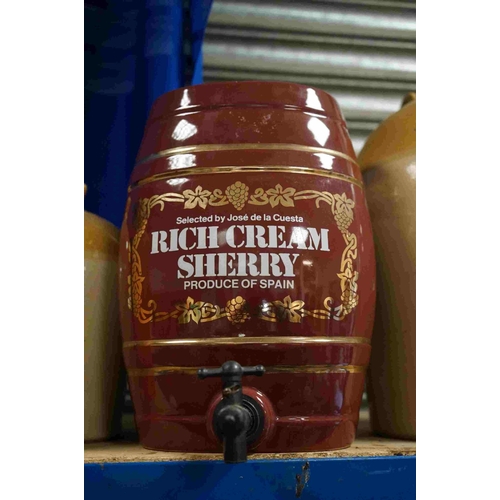 Selected by José de la Cuesta
RICH CREAM
SHERRY
PRODUCE OF SPAIN